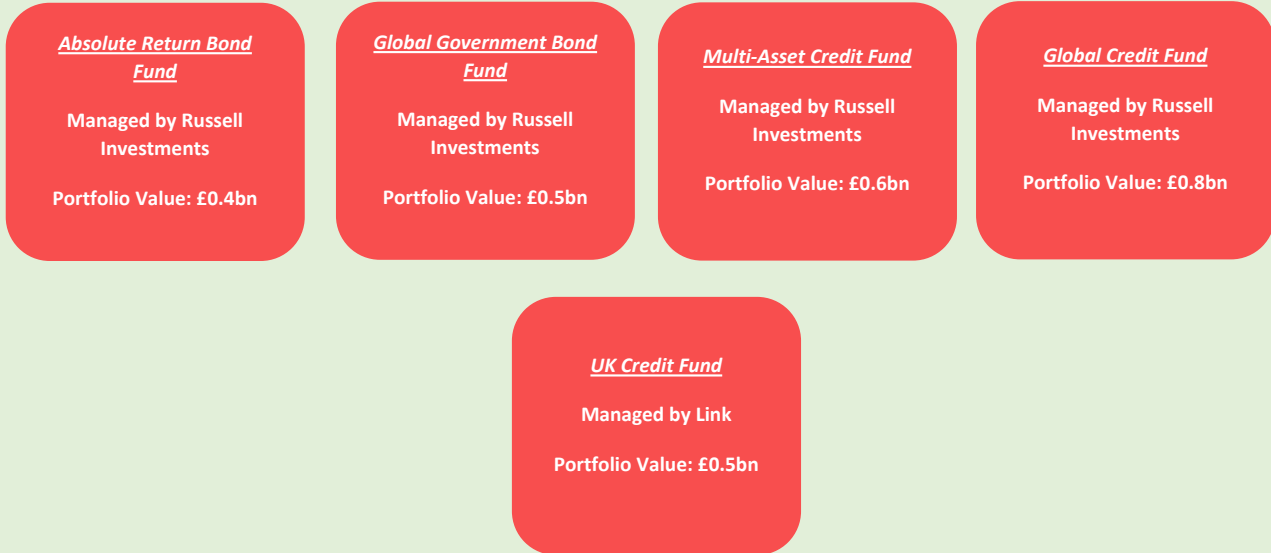 Absolute Return Bond
Fund
Managed by Russell
Investments
Portfolio Value: £0.4bn
Global Government Bond
Fund
Managed by Russell
Investments
Portfolio Value: £0.5bn
Multi-Asset Credit Fund
Managed by Russell
Investments
Portfolio Value: £0.6bn
Global Credit Fund
Managed by Russell
Investments
Portfolio Value: £0.8bn
UK Credit Fund
Managed by Link
Portfolio Value: £0.5bn